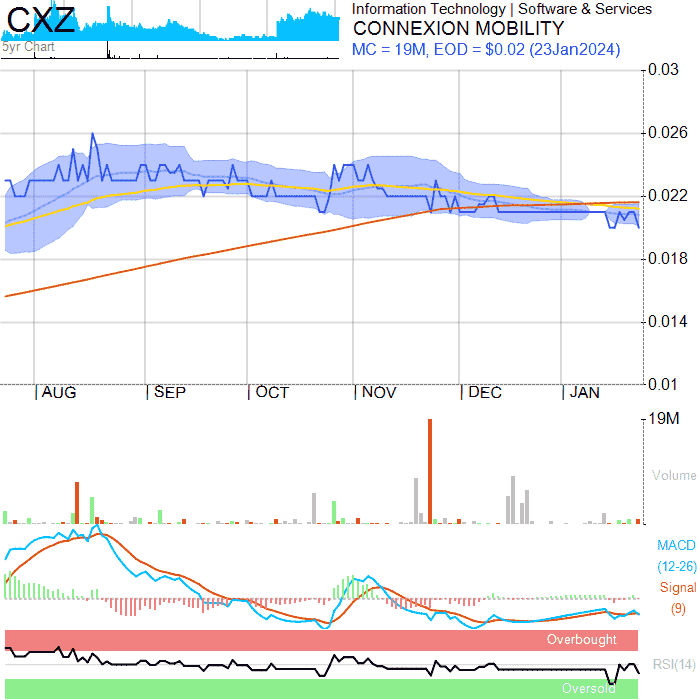 CXZ
5yr Chart
Information Technology | Software & Services
CONNEXION MOBILITY
MC = 19M, EOD = $0.02 (23Jan2024)
0.03
0.026
0.022
0.018
0.014
0.01
AUG SEP OCT NOV DEC JAN
19M
Volume
MACD
(12-26)
Signal
(9)
Overbought
RSI(14)
Oversold